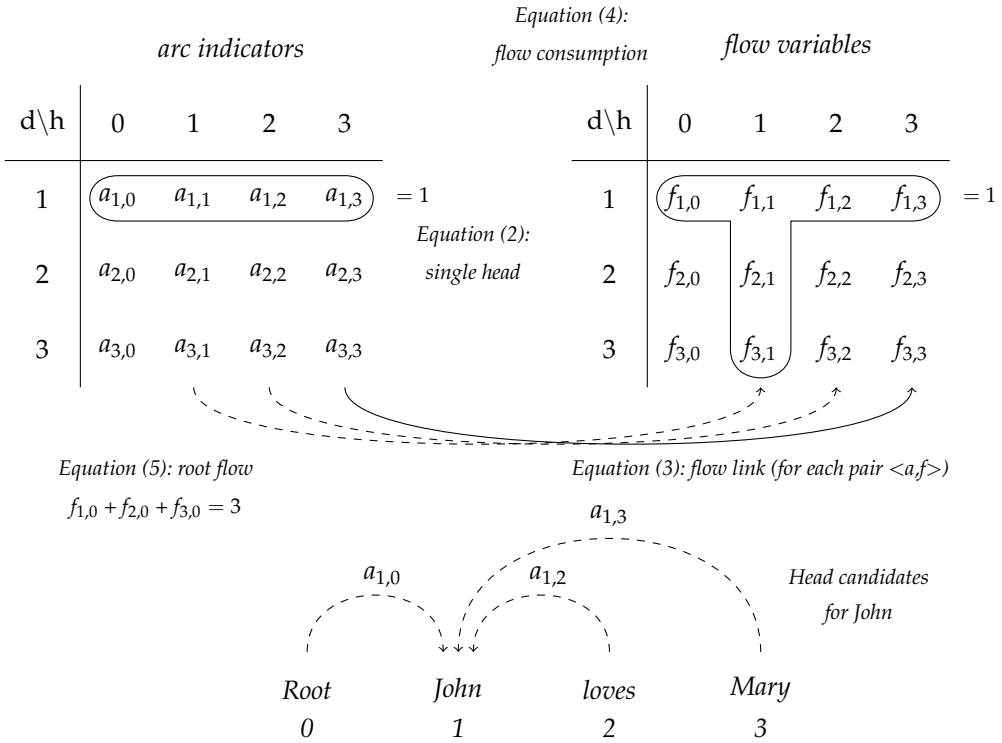 Equation (4):
arc indicators flow consumption flow variables
d\h 0 1 2 3 d\h 0 1 2 3
1 a1,0 a1,1 a1,2 a1,3 = 1 1 f1,0 f1,1 f1,2 f1,3 = 1
Equation (2):
single head
2 a2,0 a2,1 a2,2 a2,3 2 f2,0 f2,1 f2,2 f2,3
3 a3,0 a3,1 a3,2 a3,3 3 f3,0 f3,1 f3,2 f3,3
Equation (5): root flow Equation (3): flow link (for each pair <a,f>)
f1,0 + f2,0 + f3,0 = 3
a1,3
a1,0 a1,2 Head candidates
for John
Root John loves Mary
0 1 2 3